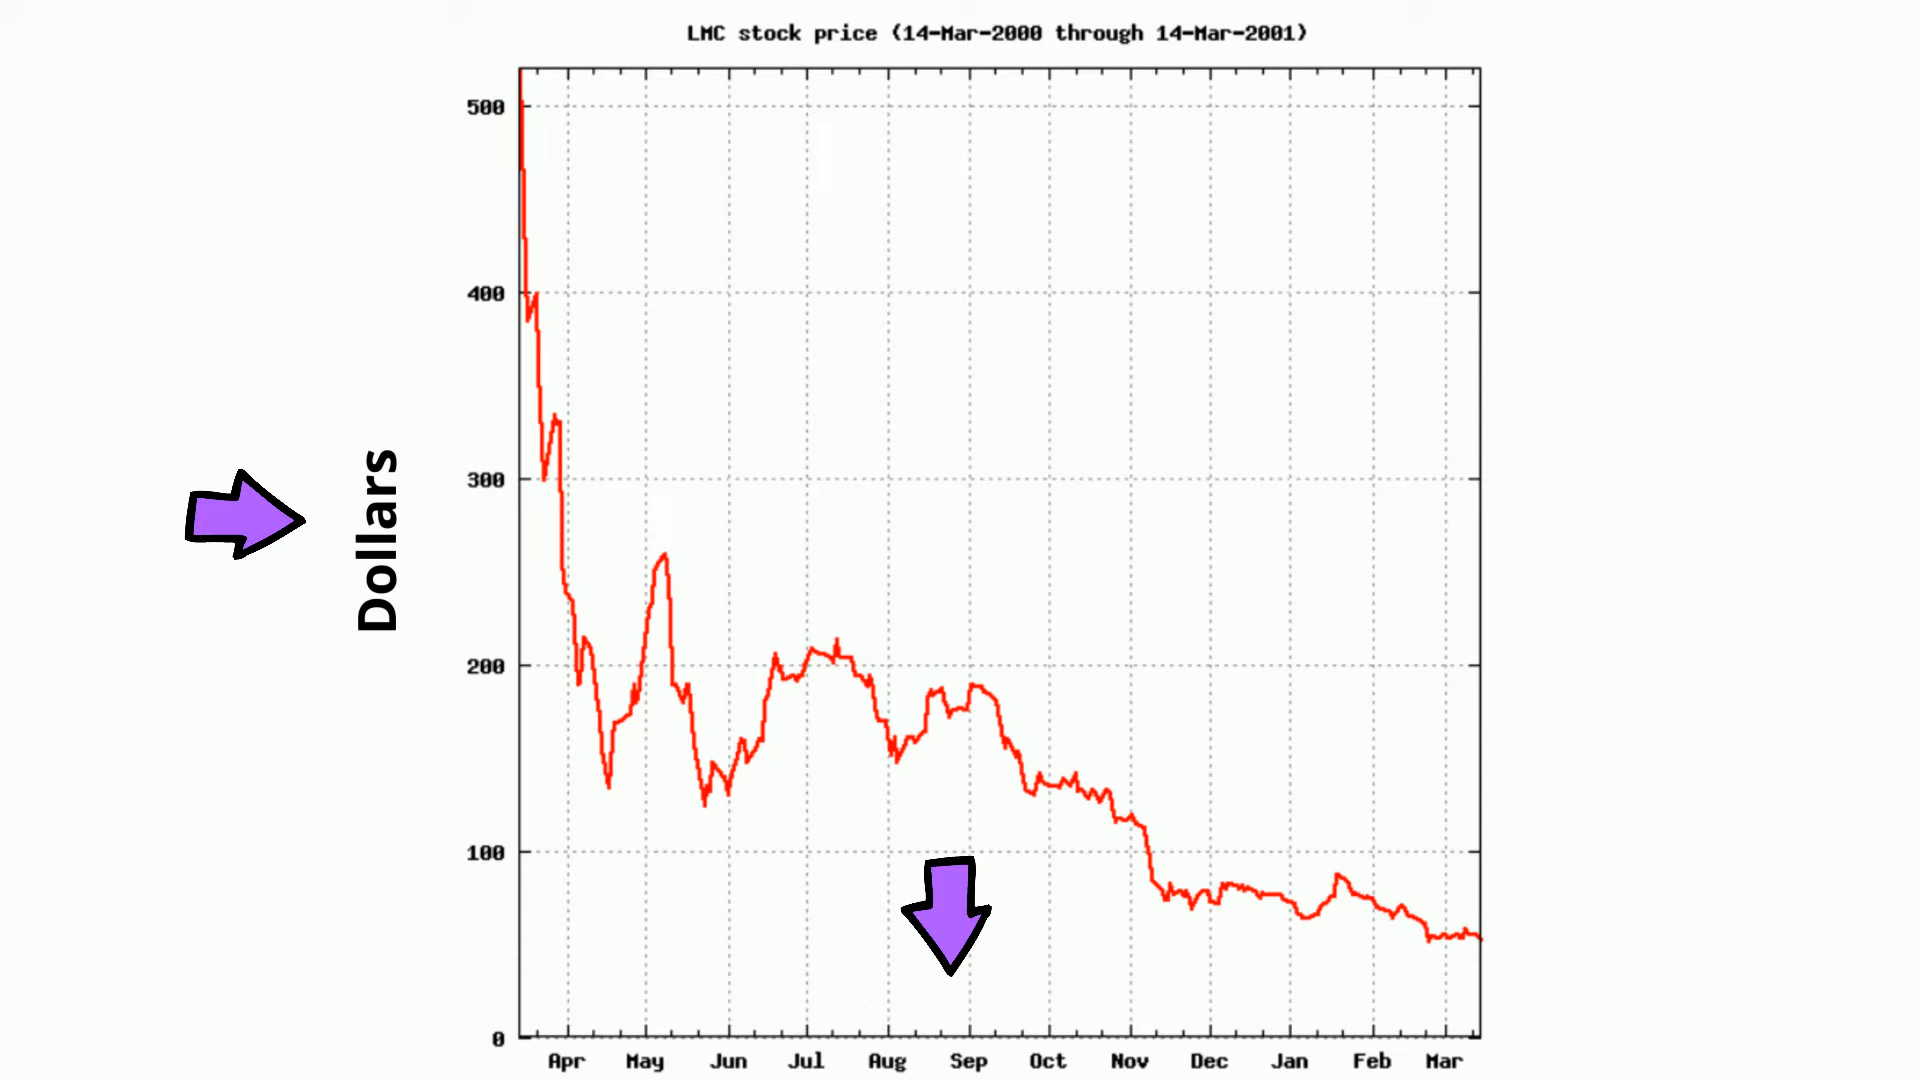 LMC stock price (14-Mar-2000 through 14-Mar-2001)
500
400
300
200
100
0
Dollars
Apr May Jun Jul Aug Sep Oct Nov Dec Jan Feb Mar